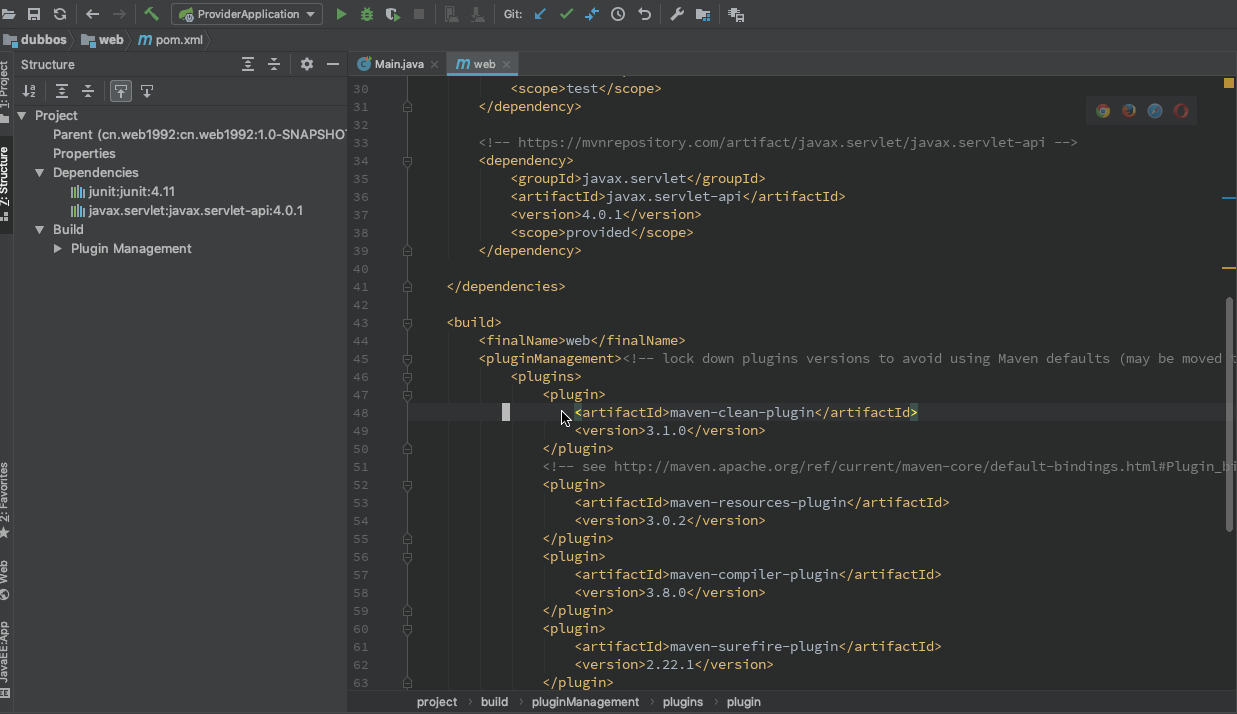 ProviderApplication
Git:
dubbos
web
pom.xml
Structure
Main.java
web
1: Project
Z: Structure
2: Favorites
Web
JavaEE:App
Project
Parent (cn.web1992:cn.web1992:1.0-SNAPSHO
Properties
Dependencies
junit:junit:4.11
javax.servlet:javax.servlet-api:4.0.1
Build
Plugin Management
30 <scope>test</scope>
31 </dependency>
32
33 <!-- https://mvnrepository.com/artifact/javax.servlet/javax.servlet-api -->
34 <dependency>
35 <groupId>javax.servlet</groupId>
36 <artifactId>javax.servlet-api</artifactId>
37 <version>4.0.1</version>
38 <scope>provided</scope>
39 </dependency>
40
41 </dependencies>
42
43 <build>
44 <finalName>web</finalName>
45 <pluginManagement><!-- lock down plugins versions to avoid using Maven defaults (may be moved
46 <plugins>
47 <plugin>
48 <artifactId>maven-clean-plugin</artifactId>
49 <version>3.1.0</version>
50 </plugin>
51 <!-- see http://maven.apache.org/ref/current/maven-core/default-bindings.html#Plugin_bi
52 <plugin>
53 <artifactId>maven-resources-plugin</artifactId>
54 <version>3.0.2</version>
55 </plugin>
56 <plugin>
57 <artifactId>maven-compiler-plugin</artifactId>
58 <version>3.8.0</version>
59 </plugin>
60 <plugin>
61 <artifactId>maven-surefire-plugin</artifactId>
62 <version>2.22.1</version>
63 </plugin>
project › build › pluginManagement › plugins › plugin